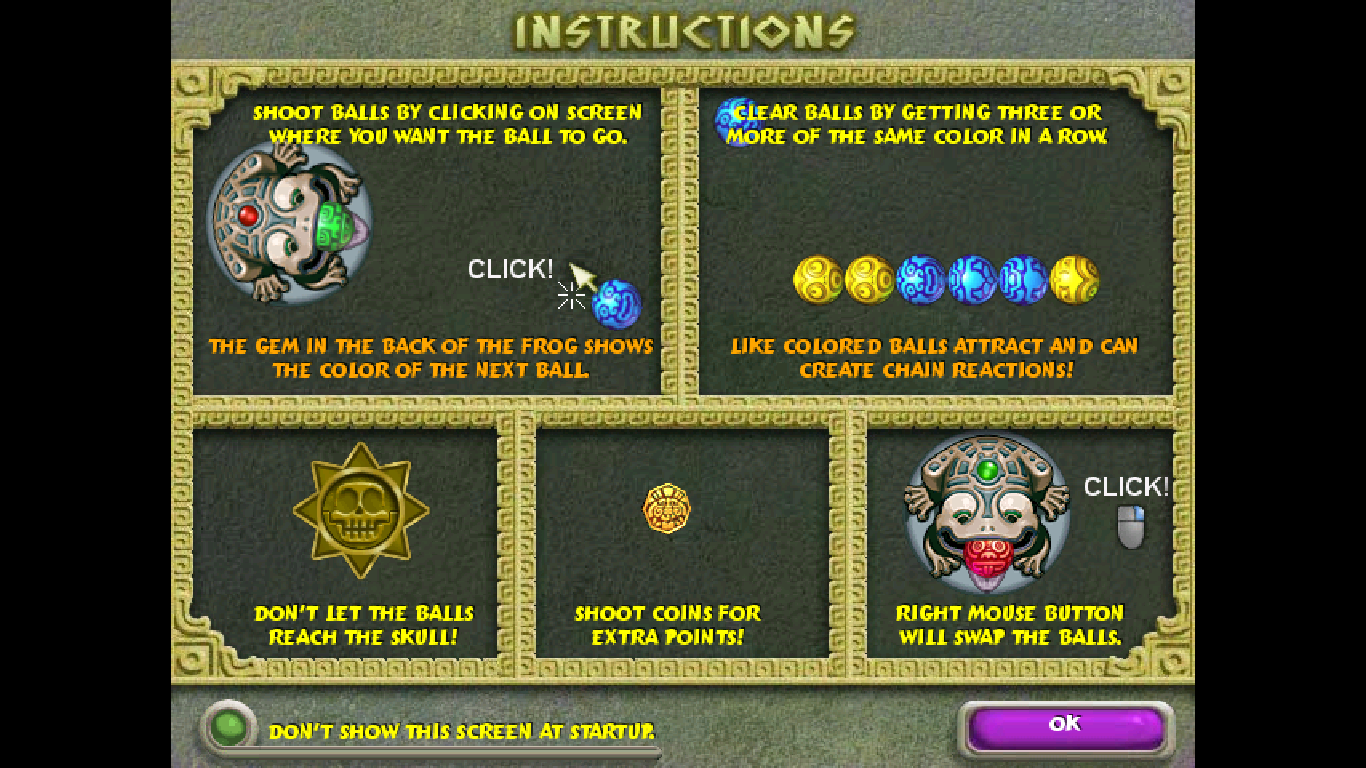 INSTRUCTIONS
SHOOT BALLS BY CLICKING ON SCREEN
WHERE YOU WANT THE BALL TO GO.
CLICK!
THE GEM IN THE BACK OF THE FROG SHOWS
THE COLOR OF THE NEXT BALL.
CLEAR BALLS BY GETTING THREE OR
MORE OF THE SAME COLOR IN A ROW.
LIKE COLORED BALLS ATTRACT AND CAN
CREATE CHAIN REACTIONS!
DON'T LET THE BALLS
REACH THE SKULL!
SHOOT COINS FOR
EXTRA POINTS!
CLICK!
RIGHT MOUSE BUTTON
WILL SWAP THE BALLS.
DON'T SHOW THIS SCREEN AT STARTUP.
OK